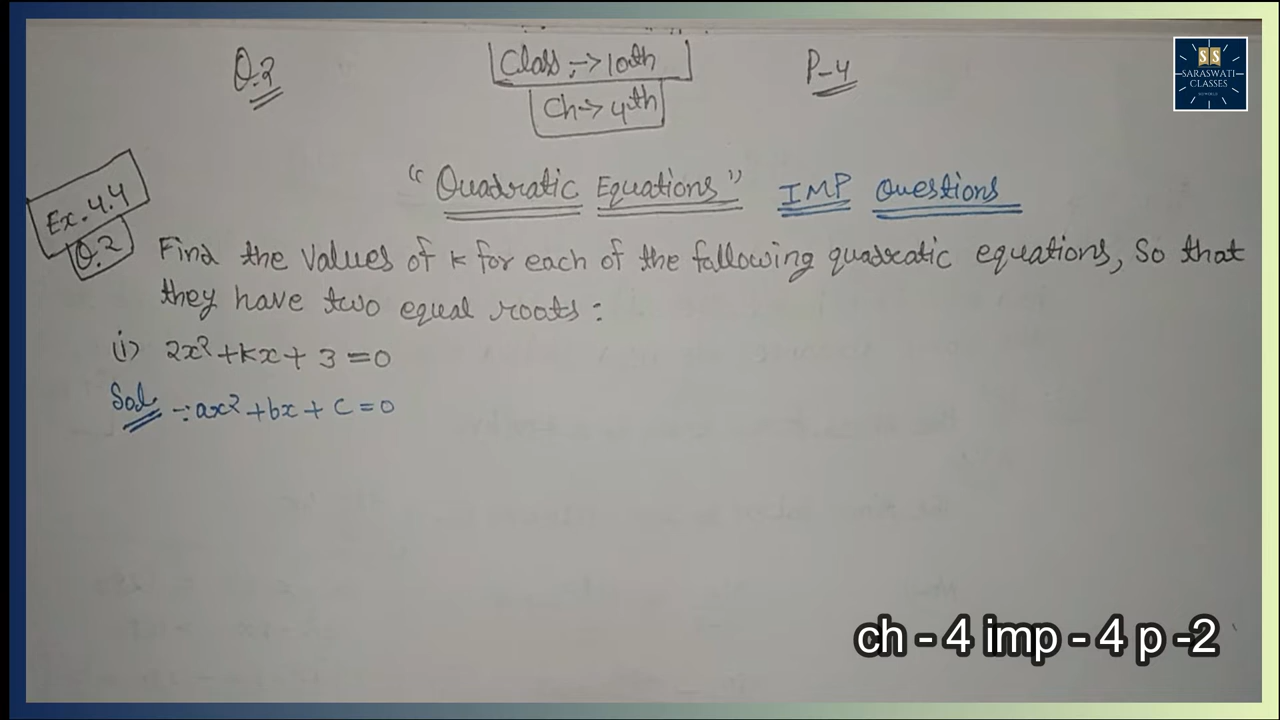 Q.2
Class :-> 10th
P-4
Ch -> 4th
SS
SARASWATI
CLASSES
"Quadratic Equations" IMP Questions
Ex. 4.4
Q.2
Find the values of k for each of the following quadratic equations, So that
they have two equal roots:
(i) 2x² + kx + 3 = 0
Sol ÷ ax² + bx + c = 0
ch - 4 imp - 4 p -2